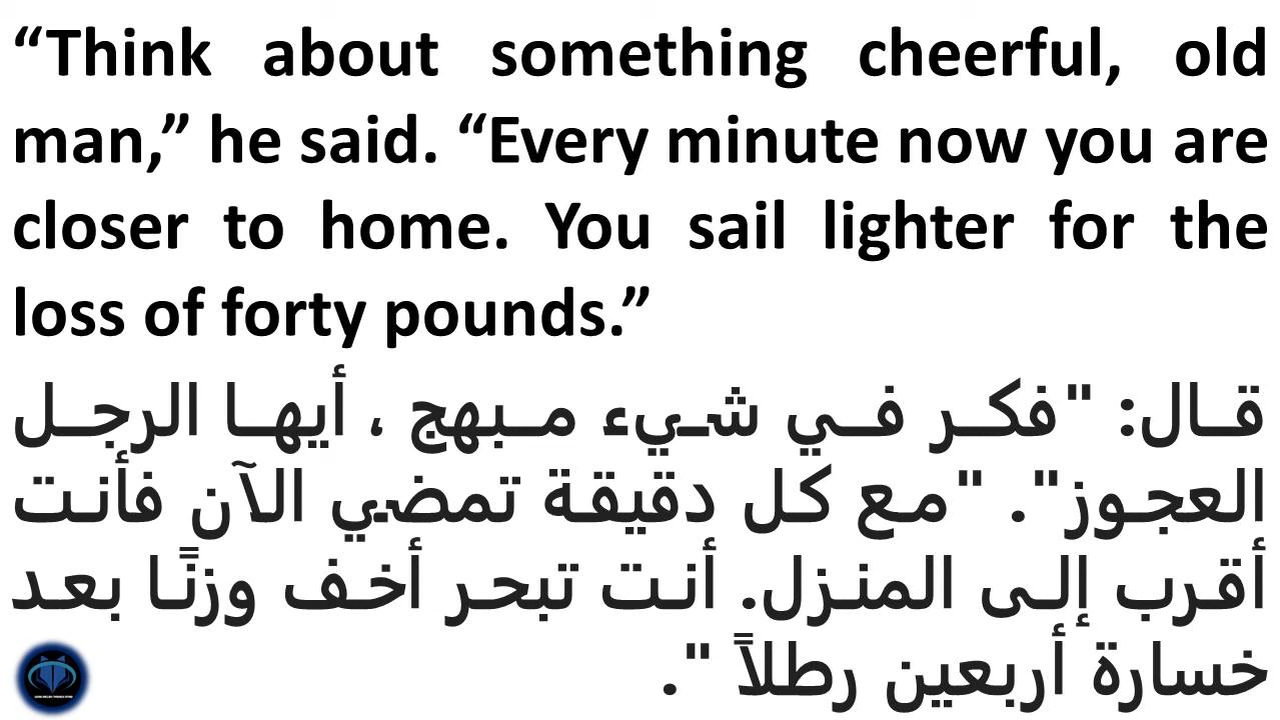 “Think about something cheerful, old
man,” he said. “Every minute now you are
closer to home. You sail lighter for the
loss of forty pounds.”
قال: "فكر في شيء مبهج ، أيها الرجل
العجوز". "مع كل دقيقة تمضي الآن فأنت
أقرب إلى المنزل. أنت تبحر أخف وزنًا بعد
خسارة أربعين رطلاً ".